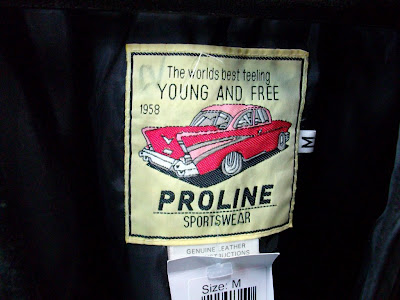 The worlds best feeling
YOUNG AND FREE
1958
M
PROLINE
SPORTSWEAR
GENUINE LEATHER
Size: M